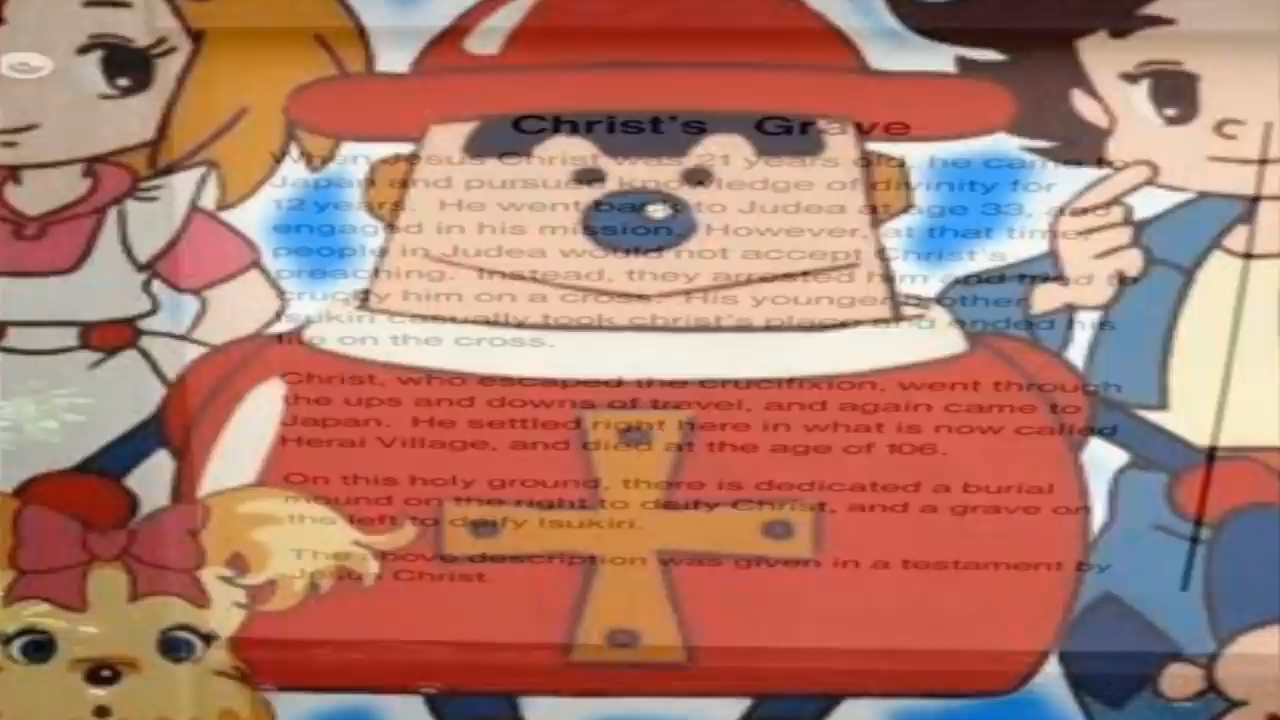 Christ's Grave
When Jesus Christ was 21 years old, he came to
Japan and pursued knowledge of divinity for
12 years. He went back to Judea at age 33, and
engaged in his mission. However, at that time,
people in Judea would not accept Christ's
preaching. Instead, they arrested him and tried to
crucify him on a cross. His younger brother
Isukiri casually took christ's place and ended his
life on the cross.
Christ, who escaped the crucifixion, went through
the ups and downs of travel, and again came to
Japan. He settled right here in what is now called
Herai Village, and died at the age of 106.
On this holy ground, there is dedicated a burial
mound on the right to deify Christ, and a grave on
the left to deify Isukiri.
The above description was given in a testament by
Jesus Christ.